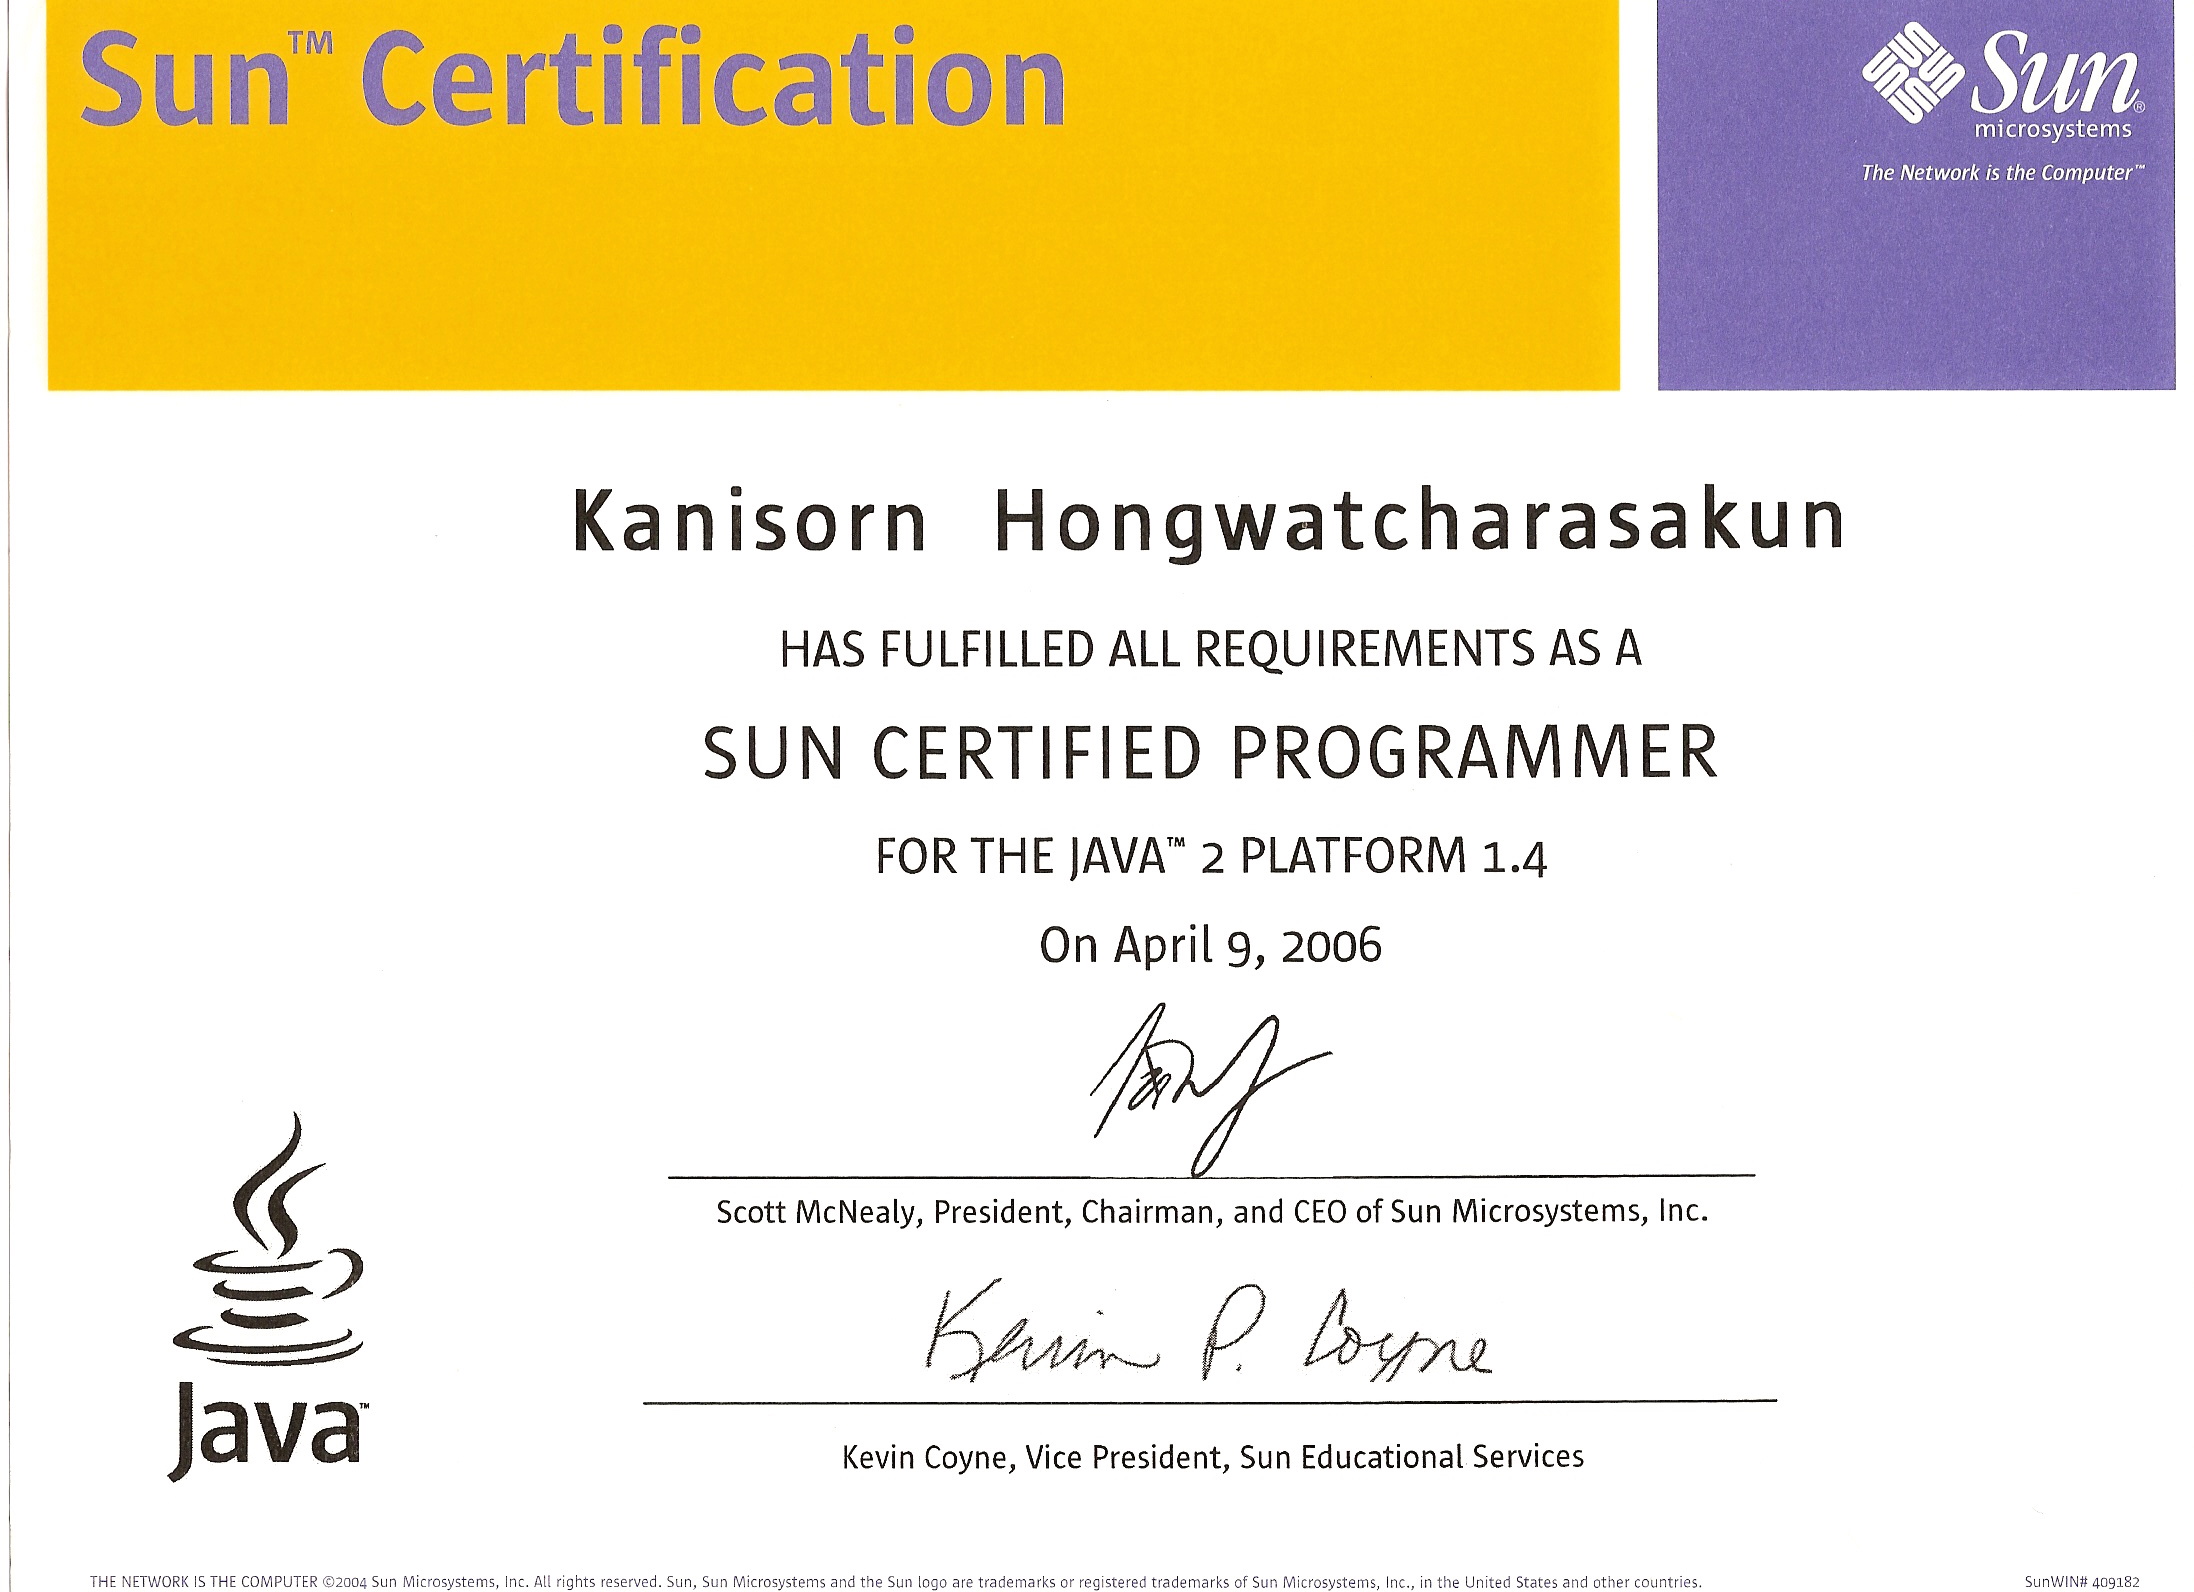 Sun™ Certification
Sun®
microsystems
The Network is the Computer™
Kanisorn Hongwatcharasakun
HAS FULFILLED ALL REQUIREMENTS AS A
SUN CERTIFIED PROGRAMMER
FOR THE JAVA™ 2 PLATFORM 1.4
On April 9, 2006
Scott McNealy, President, Chairman, and CEO of Sun Microsystems, Inc.
Kevin P. Coyne
Kevin Coyne, Vice President, Sun Educational Services
Java™
THE NETWORK IS THE COMPUTER ©2004 Sun Microsystems, Inc. All rights reserved. Sun, Sun Microsystems and the Sun logo are trademarks or registered trademarks of Sun Microsystems, Inc., in the United States and other countries.
SunWIN# 409182